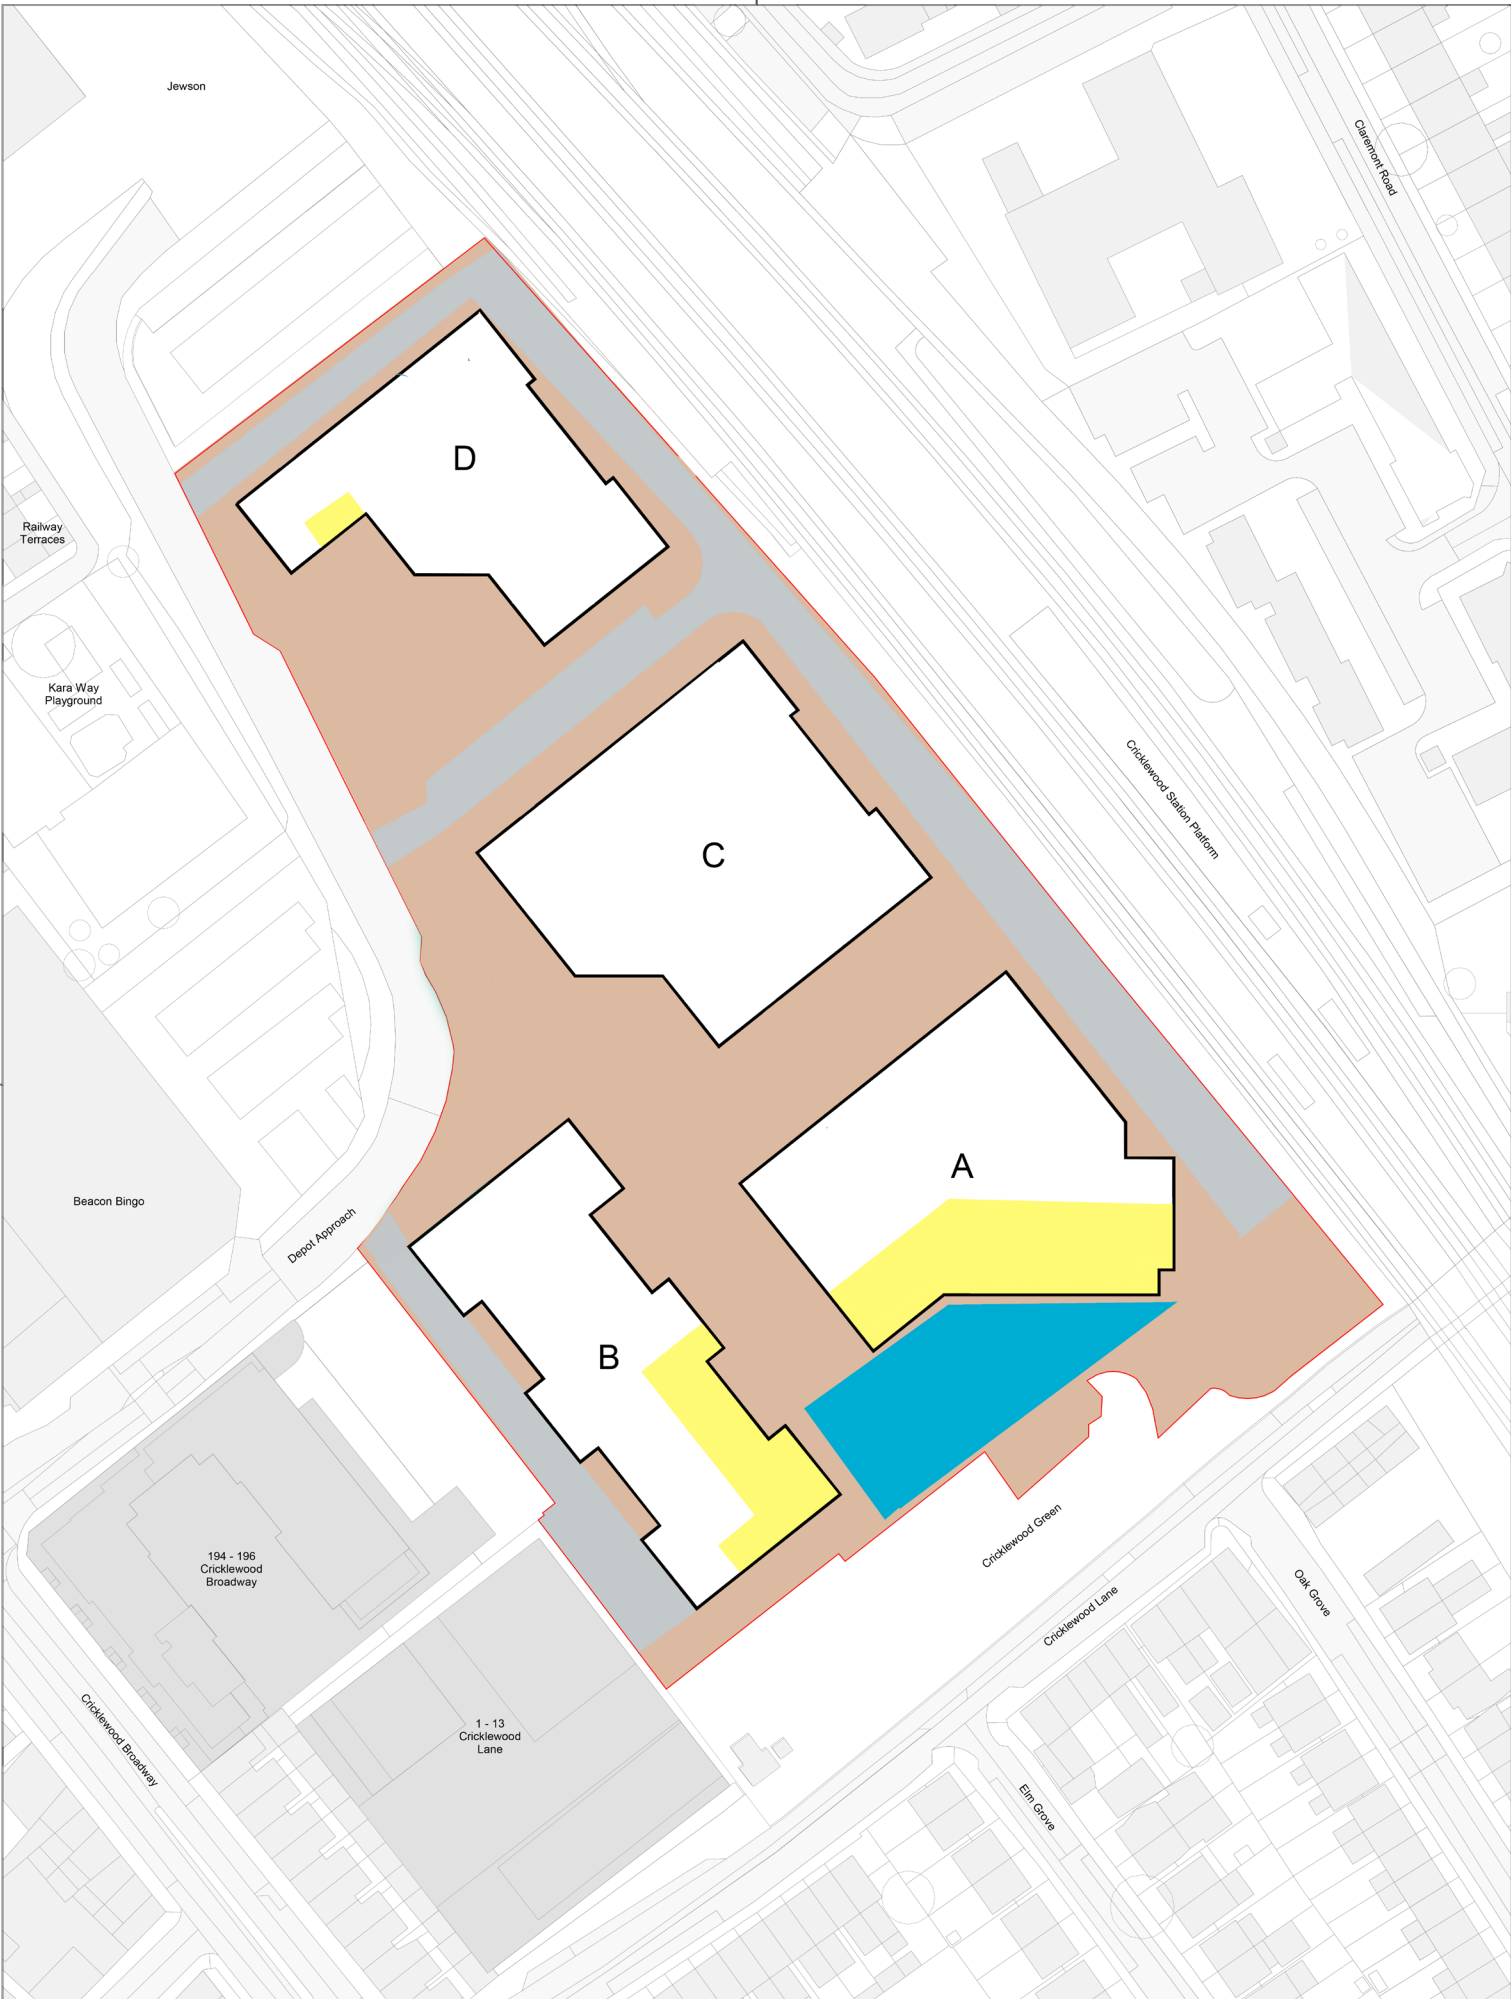 Jewson
Claremont Road
D
Railway
Terraces
Kara Way
Playground
Cricklewood Station Platform
C
A
Beacon Bingo
Depot Approach
B
Cricklewood Green
194 - 196
Cricklewood
Broadway
Oak Grove
Cricklewood Lane
Cricklewood Broadway
1 - 13
Cricklewood
Lane
Elm Grove